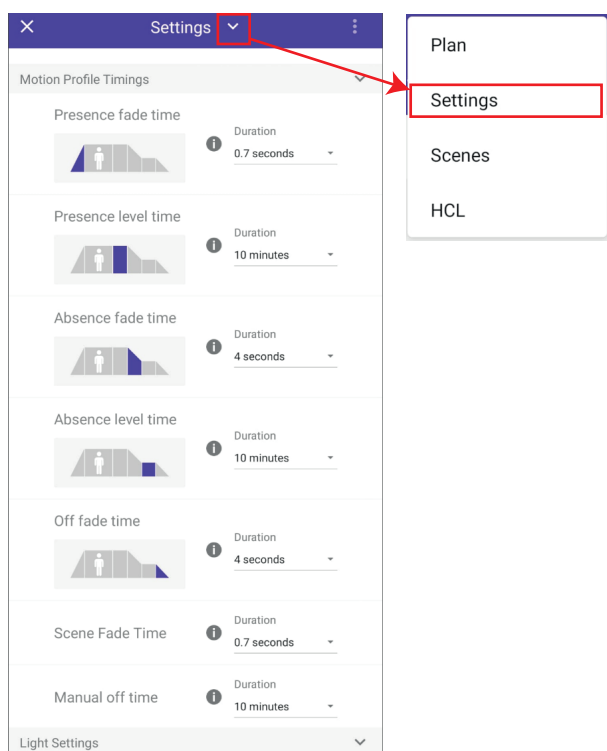 Settings
Motion Profile Timings
Presence fade time
Duration
0.7 seconds
Presence level time
Duration
10 minutes
Absence fade time
Duration
4 seconds
Absence level time
Duration
10 minutes
Off fade time
Duration
4 seconds
Scene Fade Time
Duration
0.7 seconds
Manual off time
Duration
10 minutes
Light Settings
Plan
Settings
Scenes
HCL